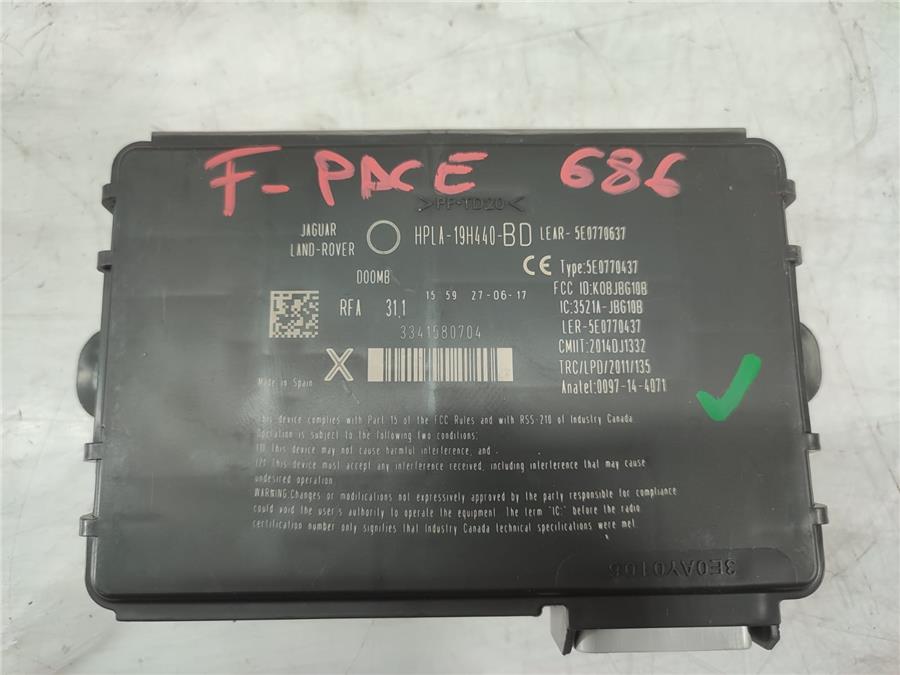 F-PACE 686
>PF-TD20<
JAGUAR
LAND-ROVER
HPLA-19H440-BD LEAR- 5E0770637
D00MB
CE Type:5E0770437
FCC ID:KOBJBG10B
RFA 31,1
15 59 27-06-17
IC:3521A-JBG10B
3341580704
LER-5E0770437
CMIIT:2014DJ1332
X
TRC/LPD/2011/135
Made in Spain
Anatel:0097-14-4071
This device complies with Part 15 of the FCC Rules and with RSS-210 of Industry Canada.
Operation is subject to the following two conditions:
(1) this device may not cause harmful interference, and
(2) this device must accept any interference received, including interference that may cause
undesired operation
WARNING:Changes or modifications not expressively approved by the party responsible for compliance
could void the user's authority to operate the equipment. The term "IC:" before the radio
certification number only signifies that Industry Canada technical specifications were met.
3E0AY0106